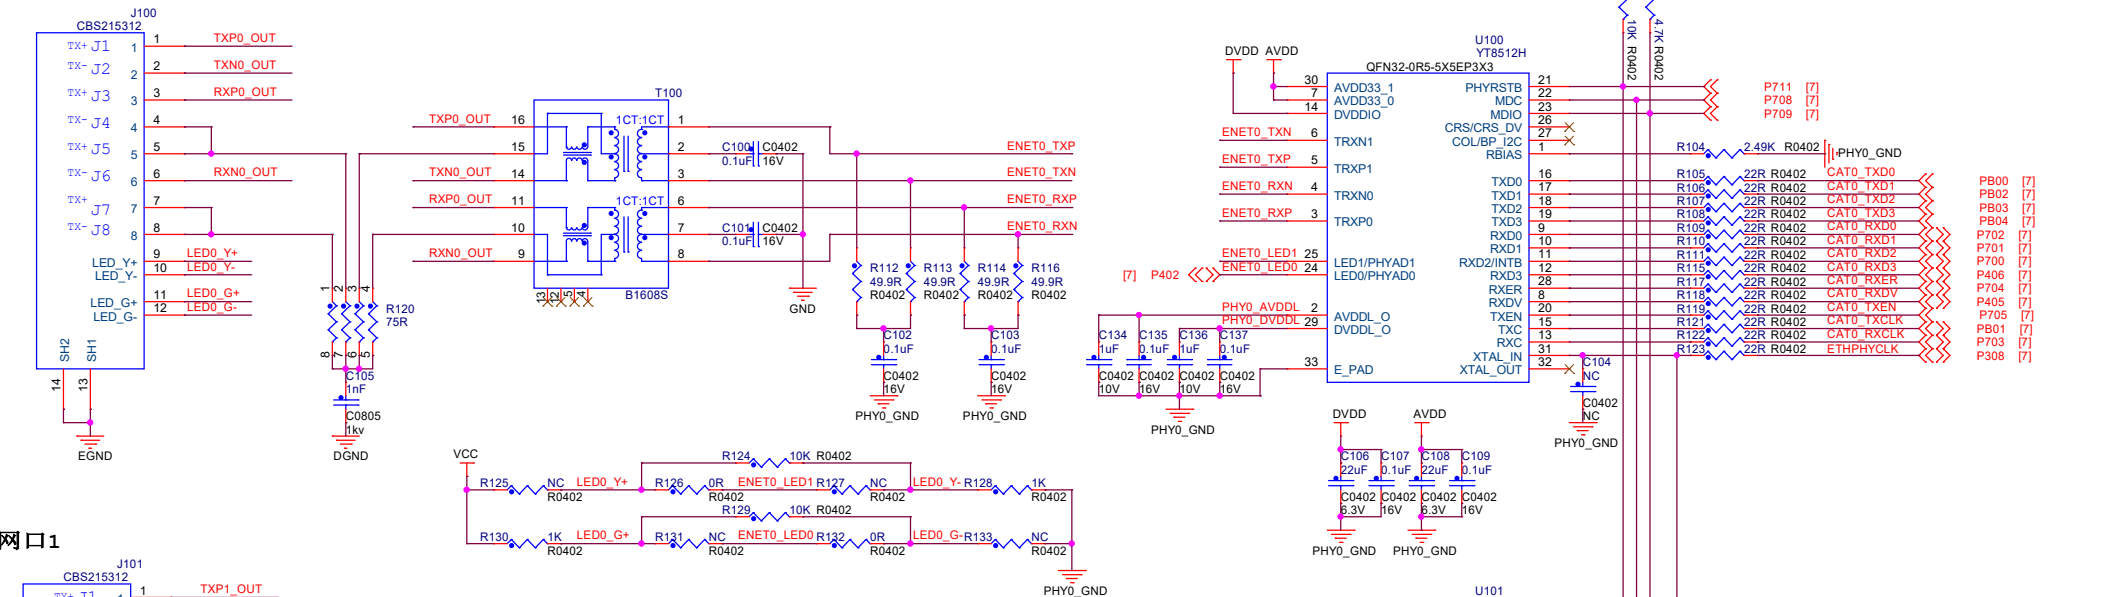 J100
CBS215312
TX+ J1 1 1 TXP0_OUT
TX- J2 2 2 TXN0_OUT
TX+ J3 3 3 RXP0_OUT
TX- J4 4 4
TX+ J5 5 5
TX- J6 6 6 RXN0_OUT
TX+ J7 7 7
TX- J8 8 8
LED_Y+ 9 LED0_Y+
LED_Y- 10 LED0_Y-
LED_G+ 11 LED0_G+
LED_G- 12 LED0_G-
SH2 SH1
14 13
EGND
1 2 3 4
R120
75R
8 7 6 5
C105
1nF
C0805
1kv
DGND
T100
1CT:1CT
TXP0_OUT 16 1
15 2
TXN0_OUT 14 3
1CT:1CT
RXP0_OUT 11 6
10 7
RXN0_OUT 9 8
13 12 5 4
B1608S
C100 C0402
0.1uF 16V
C101 C0402
0.1uF 16V
GND
ENET0_TXP
ENET0_TXN
ENET0_RXP
ENET0_RXN
R112 R113 R114 R116
49.9R 49.9R 49.9R 49.9R
R0402 R0402 R0402 R0402
C102 C103
0.1uF 0.1uF
C0402 C0402
16V 16V
PHY0_GND PHY0_GND
VCC
R124 10K R0402
R125 NC LED0_Y+ R126 0R ENET0_LED1 R127 NC LED0_Y- R128 1K
R0402 R0402 R0402 R0402
R129 10K R0402
R130 1K LED0_G+ R131 NC ENET0_LED0 R132 0R LED0_G- R133 NC
R0402 R0402 R0402 R0402
PHY0_GND
U100
YT8512H
QFN32-0R5-5X5EP3X3
DVDD AVDD
30 AVDD33_1
7 AVDD33_0
14 DVDDIO
ENET0_TXN 6 TRXN1
ENET0_TXP 5 TRXP1
ENET0_RXN 4 TRXN0
ENET0_RXP 3 TRXP0
ENET0_LED1 25 LED1/PHYAD1
[7] P402 ENET0_LED0 24 LED0/PHYAD0
PHY0_AVDDL 2 AVDDL_O
PHY0_DVDDL 29 DVDDL_O
33 E_PAD
C134 C135 C136 C137
1uF 0.1uF 1uF 0.1uF
C0402 C0402 C0402 C0402
10V 16V 10V 16V
PHY0_GND
10K R0402
4.7K R0402
PHYRSTB 21 P711 [7]
MDC 22 P708 [7]
MDIO 23 P709 [7]
CRS/CRS_DV 26
COL/BP_I2C 27
RBIAS 1 R104 2.49K R0402 PHY0_GND
TXD0 16 R105 22R R0402 CAT0_TXD0 PB00 [7]
TXD1 17 R106 22R R0402 CAT0_TXD1 PB02 [7]
TXD2 18 R107 22R R0402 CAT0_TXD2 PB03 [7]
TXD3 19 R108 22R R0402 CAT0_TXD3 PB04 [7]
RXD0 9 R109 22R R0402 CAT0_RXD0 P702 [7]
RXD1 10 R110 22R R0402 CAT0_RXD1 P701 [7]
RXD2/INTB 11 R111 22R R0402 CAT0_RXD2 P700 [7]
RXD3 12 R115 22R R0402 CAT0_RXD3 P406 [7]
RXER 28 R117 22R R0402 CAT0_RXER P704 [7]
RXDV 8 R118 22R R0402 CAT0_RXDV P405 [7]
TXEN 20 R119 22R R0402 CAT0_TXEN P705 [7]
TXC 15 R121 22R R0402 CAT0_TXCLK PB01 [7]
RXC 13 R122 22R R0402 CAT0_RXCLK P703 [7]
XTAL_IN 31 R123 22R R0402 ETHPHYCLK P308 [7]
XTAL_OUT 32
C104
NC
C0402
NC
PHY0_GND
DVDD AVDD
C106 C107 C108 C109
22uF 0.1uF 22uF 0.1uF
C0402 C0402 C0402 C0402
6.3V 16V 6.3V 16V
PHY0_GND PHY0_GND
网口1
J101
CBS215312
TX+ J1 1 1 TXP1_OUT
U101